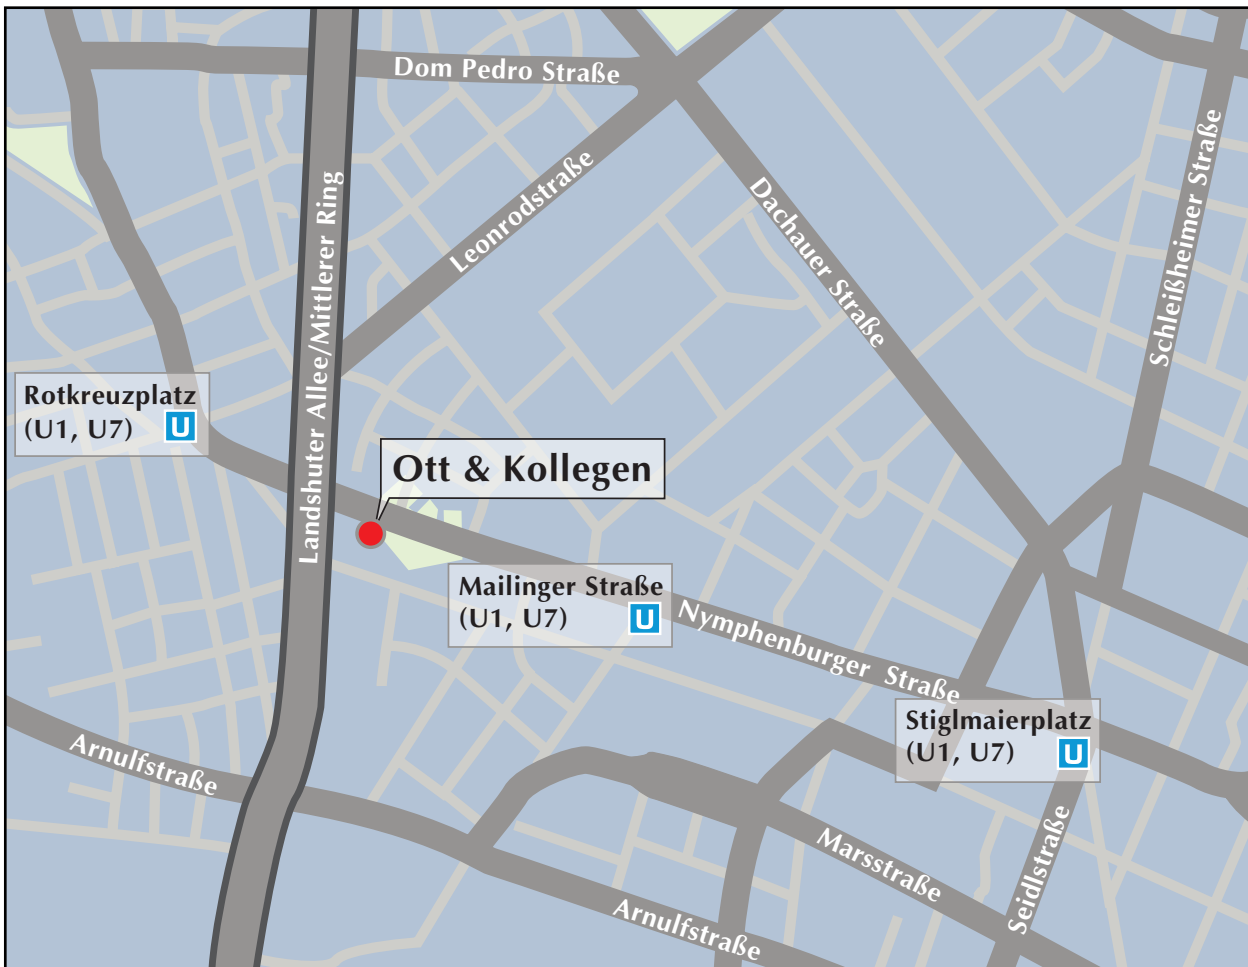 Dom Pedro Straße
Leonrodstraße
Dachauer Straße
Schleißheimer Straße
Landshuter Allee/Mittlerer Ring
Rotkreuzplatz
(U1, U7) U
Ott & Kollegen
Mailinger Straße
(U1, U7) U
Nymphenburger Straße
Stiglmaierplatz
(U1, U7) U
Arnulfstraße
Marsstraße
Seidlstraße
Arnulfstraße